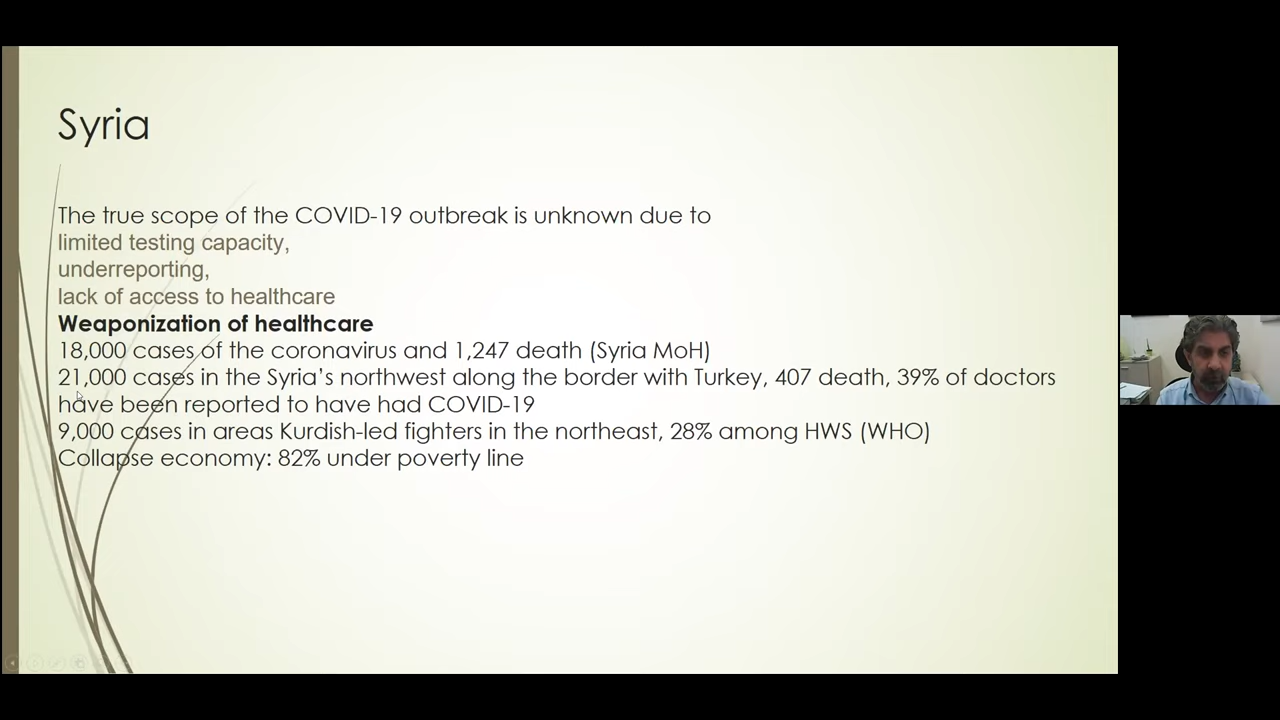 Syria
The true scope of the COVID-19 outbreak is unknown due to
limited testing capacity,
underreporting,
lack of access to healthcare
Weaponization of healthcare
18,000 cases of the coronavirus and 1,247 death (Syria MoH)
21,000 cases in the Syria’s northwest along the border with Turkey, 407 death, 39% of doctors
have been reported to have had COVID-19
9,000 cases in areas Kurdish-led fighters in the northeast, 28% among HWS (WHO)
Collapse economy: 82% under poverty line